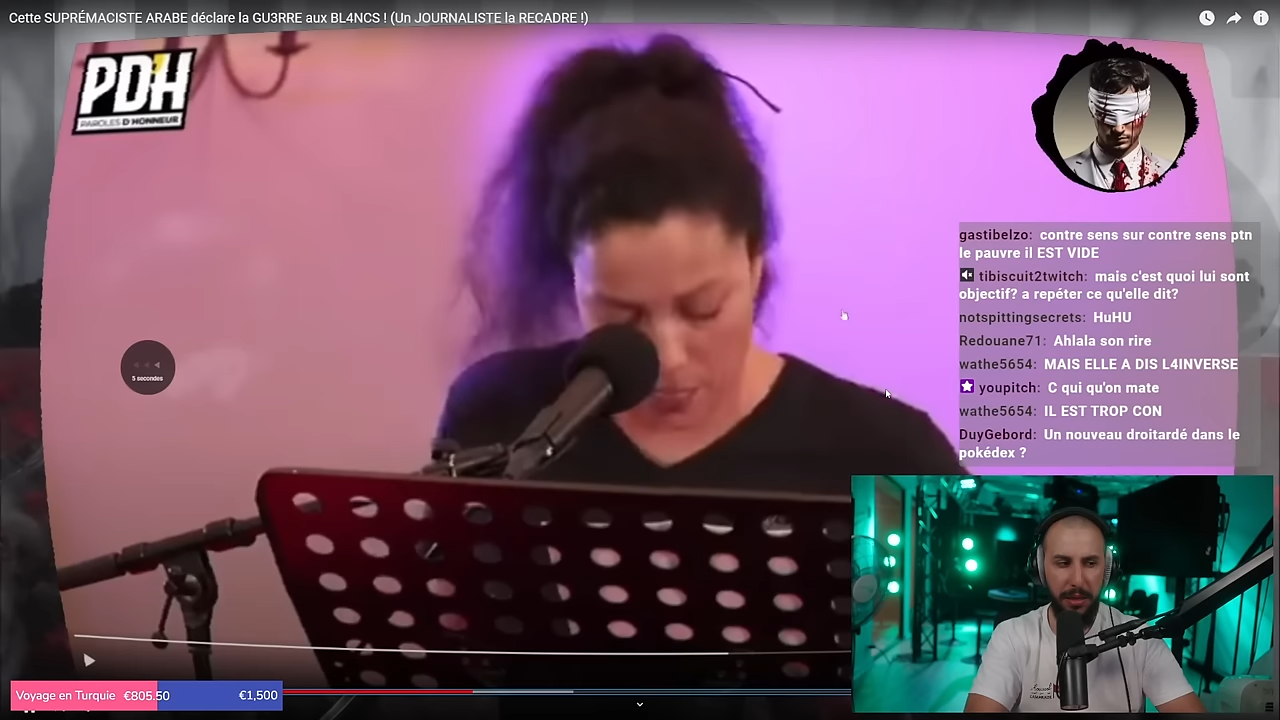 Cette SUPRÉMACISTE ARABE déclare la GU3RRE aux BL4NCS ! (Un JOURNALISTE la RECADRE !)
PDH
PAROLES D'HONNEUR
gastibelzo: contre sens sur contre sens ptn
le pauvre il EST VIDE
tibiscuit2twitch: mais c'est quoi lui sont
objectif? a repéter ce qu'elle dit?
notspittingsecrets: HuHU
Redouane71: Ahlala son rire
wathe5654: MAIS ELLE A DIS L4INVERSE
youpitch: C qui qu'on mate
wathe5654: IL EST TROP CON
DuyGebord: Un nouveau droitardé dans le
pokédex ?
5 secondes
Voyage en Turquie €805.50 €1,500